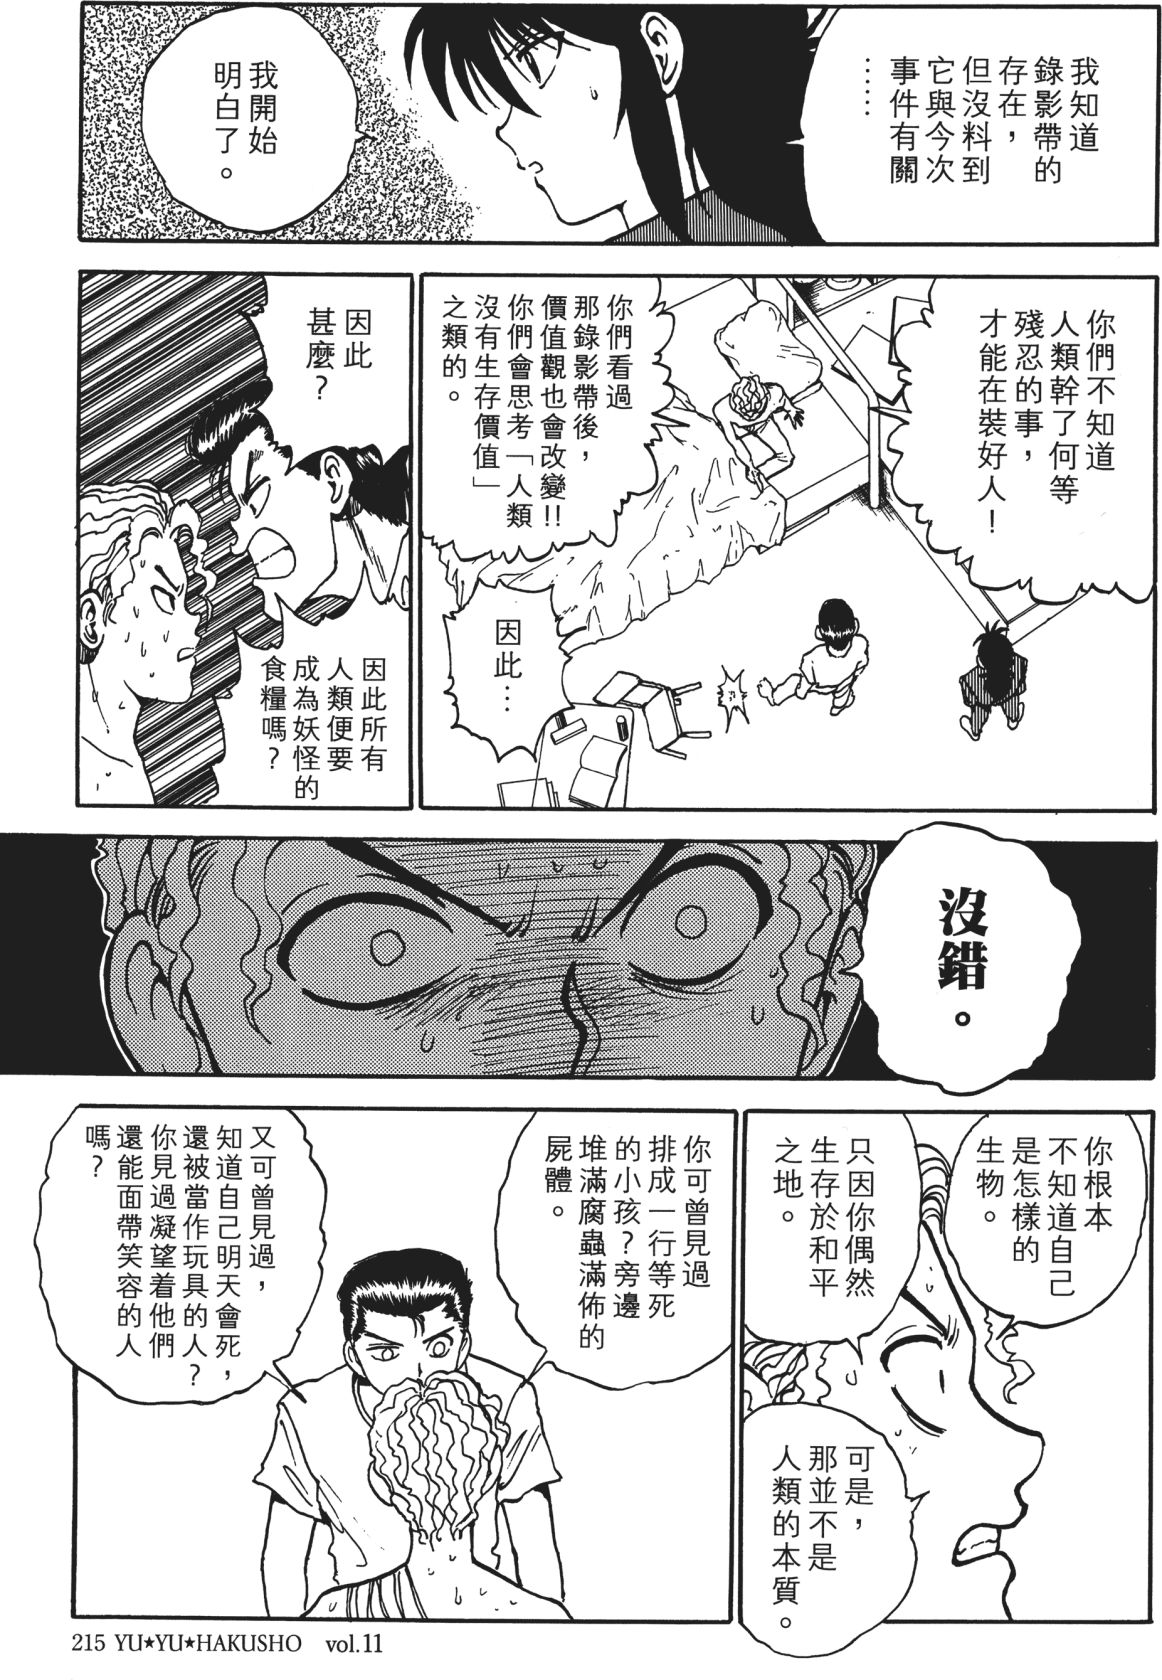 我知道
錄影帶的
存在，
但沒料到
它與今次
事件有關
……
我開始
明白了。
你們不知道
人類幹了何等
殘忍的事，
才能在裝好人！
你們看過
那錄影帶後，
價值觀也會改變!!
你們會思考「人類
沒有生存價值」
之類的。
因此…
因此
甚麼？
因此所有
人類便要
成為妖怪的
食糧嗎？
沒錯。
你根本
不知道自己
是怎樣的
生物。
只因你偶然
生存於和平
之地。
可是，
那並不是
人類的本質。
你可曾見過
排成一行等死
的小孩？旁邊
堆滿腐蟲滿佈的
屍體。
又可曾見過，
知道自己明天會死，
還被當作玩具的人？
你見過凝望着他們
還能面帶笑容的人
嗎？
215 YU★YU★HAKUSHO vol.11